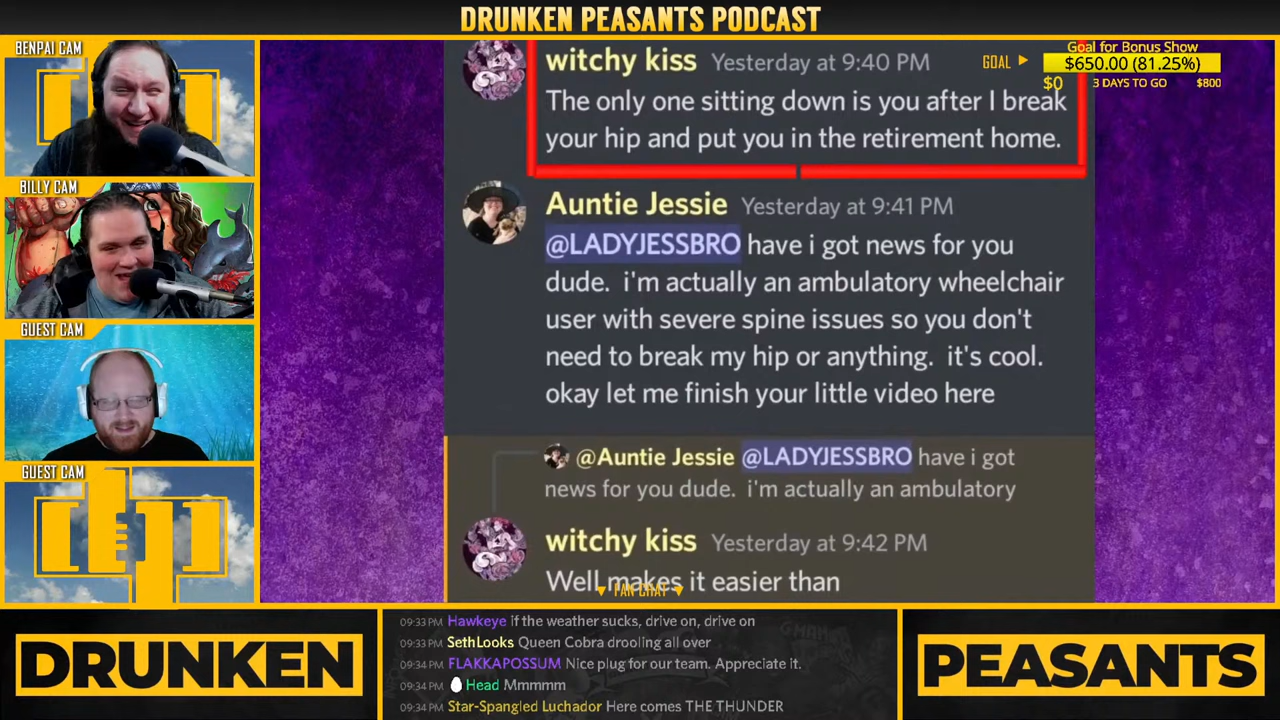 DRUNKEN PEASANTS PODCAST
BENPAI CAM
BILLY CAM
GUEST CAM
GUEST CAM
witchy kiss Yesterday at 9:40 PM
The only one sitting down is you after I break
your hip and put you in the retirement home.
GOAL
Goal for Bonus Show
$650.00 (81.25%)
$0 3 DAYS TO GO $800
Auntie Jessie Yesterday at 9:41 PM
@LADYJESSBRO have i got news for you
dude. i'm actually an ambulatory wheelchair
user with severe spine issues so you don't
need to break my hip or anything. it's cool.
okay let me finish your little video here
@Auntie Jessie @LADYJESSBRO have i got
news for you dude. i'm actually an ambulatory
witchy kiss Yesterday at 9:42 PM
Well makes it easier than
FAN CHAT
DRUNKEN
09:33 PM Hawkeye if the weather sucks, drive on, drive on
09:33 PM SethLooks Queen Cobra drooling all over
09:34 PM FLAKKAPOSSUM Nice plug for our team. Appreciate it.
09:34 PM Head Mmmmm
09:34 PM Star-Spangled Luchador Here comes THE THUNDER
PEASANTS